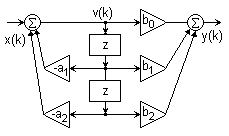 Σ v(k) b0 Σ
x(k) z y(k)
-a1 b1
z
-a2 b2